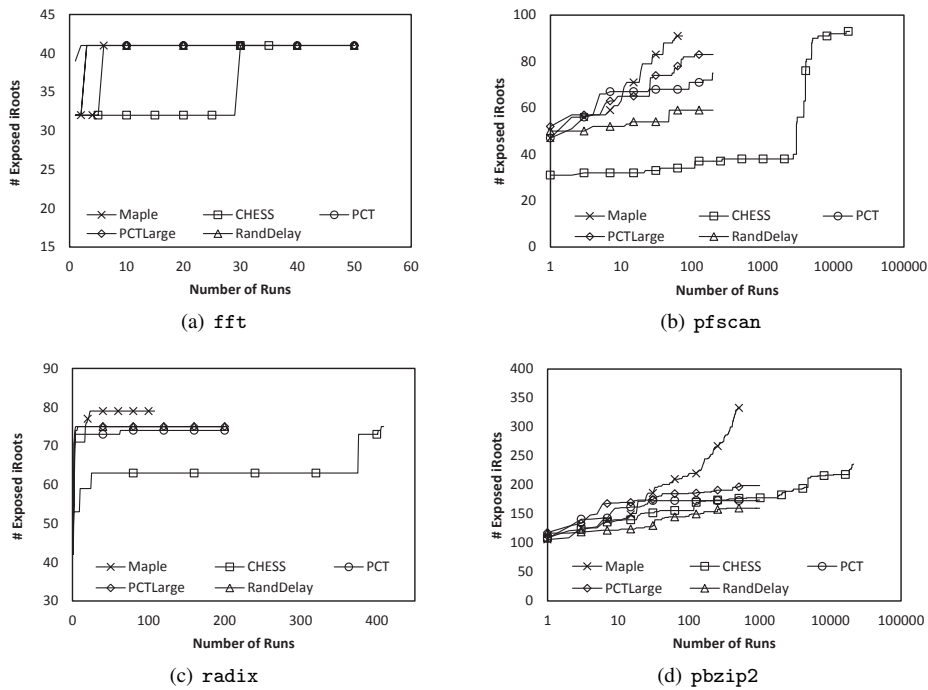 45
40
35
30
25
20
15
# Exposed iRoots
Maple CHESS PCT
PCTLarge RandDelay
0 10 20 30 40 50 60
Number of Runs
(a) fft
100
80
60
40
20
0
# Exposed iRoots
Maple CHESS PCT
PCTLarge RandDelay
1 10 100 1000 10000 100000
Number of Runs
(b) pfscan
90
80
70
60
50
40
30
# Exposed iRoots
Maple CHESS PCT
PCTLarge RandDelay
0 100 200 300 400
Number of Runs
(c) radix
400
350
300
250
200
150
100
50
0
# Exposed iRoots
Maple CHESS PCT
PCTLarge RandDelay
1 10 100 1000 10000 100000
Number of Runs
(d) pbzip2